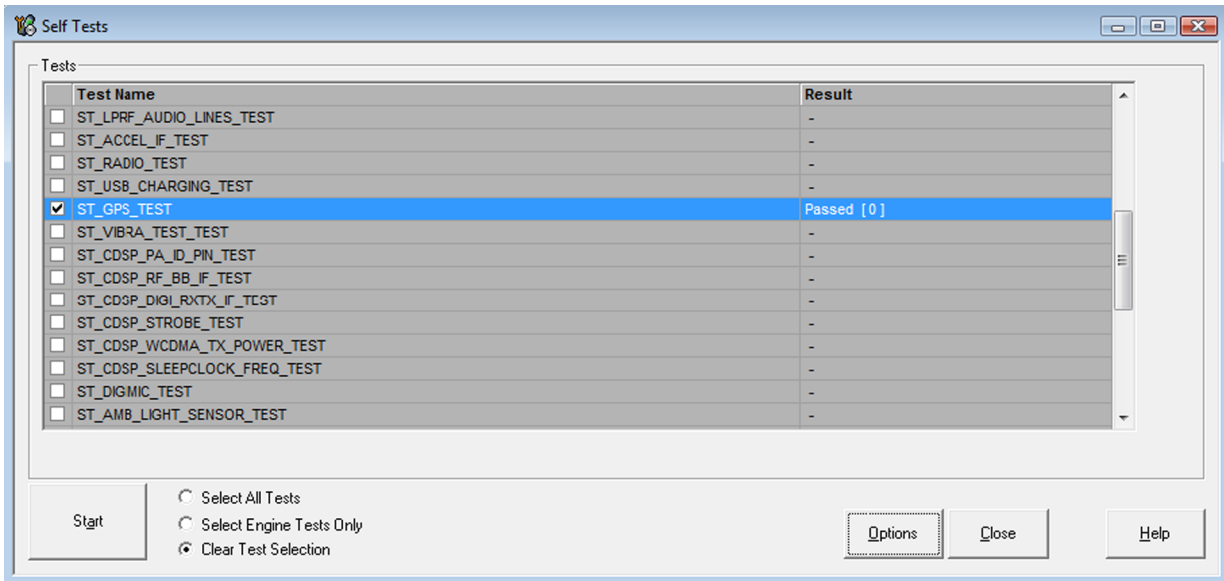 Self Tests
Tests
Test Name Result
ST_LPRF_AUDIO_LINES_TEST -
ST_ACCEL_IF_TEST -
ST_RADIO_TEST -
ST_USB_CHARGING_TEST -
ST_GPS_TEST Passed [ 0 ]
ST_VIBRA_TEST_TEST -
ST_CDSP_PA_ID_PIN_TEST -
ST_CDSP_RF_BB_IF_TEST -
ST_CDSP_DIGI_RXTX_IF_TEST -
ST_CDSP_STROBE_TEST -
ST_CDSP_WCDMA_TX_POWER_TEST -
ST_CDSP_SLEEPCLOCK_FREQ_TEST -
ST_DIGMIC_TEST -
ST_AMB_LIGHT_SENSOR_TEST -
Start
Select All Tests
Select Engine Tests Only
Clear Test Selection
Options
Close
Help